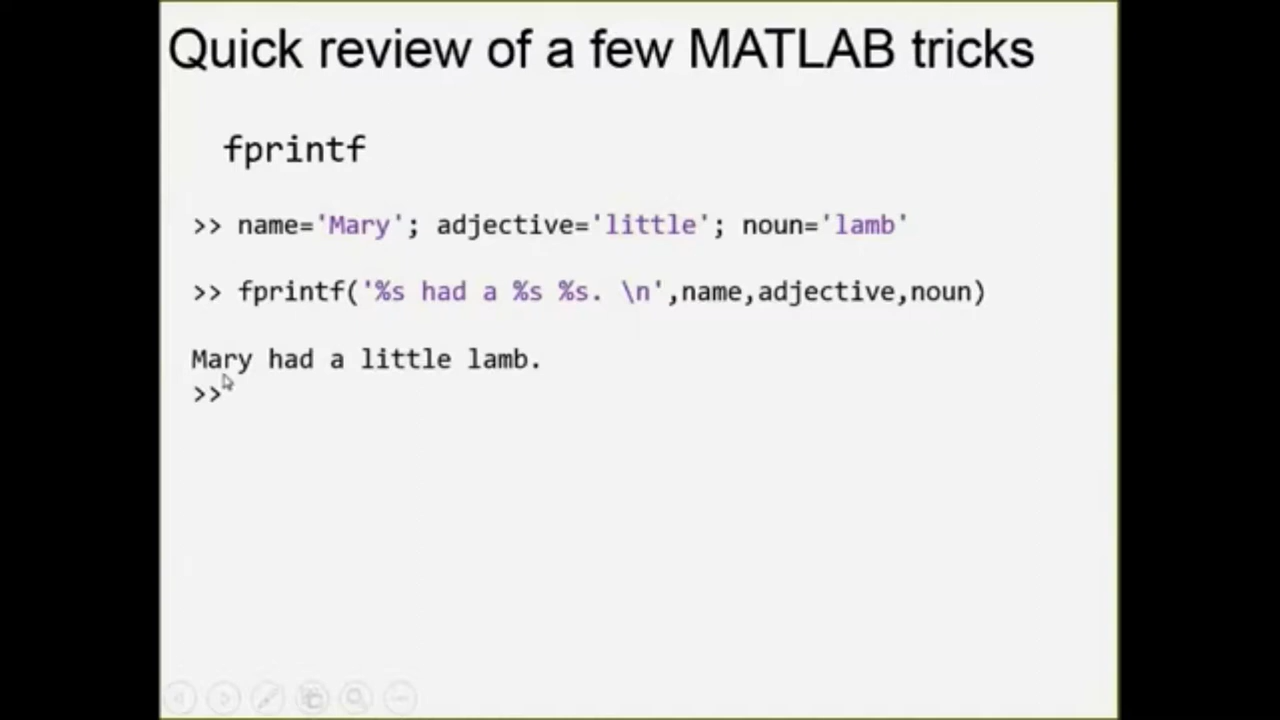 Quick review of a few MATLAB tricks
fprintf
>> name='Mary'; adjective='little'; noun='lamb'
>> fprintf('%s had a %s %s. \n',name,adjective,noun)
Mary had a little lamb.
>>